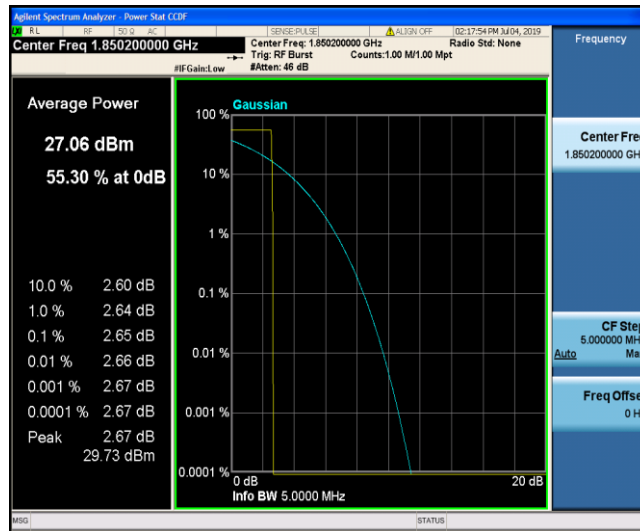 Agilent Spectrum Analyzer - Power Stat CCDF
RL RF 50 Ω AC SENSE:PULSE ALIGN OFF 02:17:54 PM Jul 04, 2019
Center Freq 1.850200000 GHz
Center Freq: 1.850200000 GHz Radio Std: None
Trig: RF Burst Counts:1.00 M/1.00 Mpt
#IFGain:Low #Atten: 46 dB
Frequency
Average Power
27.06 dBm
55.30 % at 0dB
10.0 % 2.60 dB
1.0 % 2.64 dB
0.1 % 2.65 dB
0.01 % 2.66 dB
0.001 % 2.67 dB
0.0001 % 2.67 dB
Peak 2.67 dB
29.73 dBm
Gaussian
100 %
10 %
1 %
0.1 %
0.01 %
0.001 %
0.0001 %
0 dB 20 dB
Info BW 5.0000 MHz
Center Fre
1.850200000 GH
CF Step
5.000000 MH
Auto Ma
Freq Offse
0 H
MSG STATUS